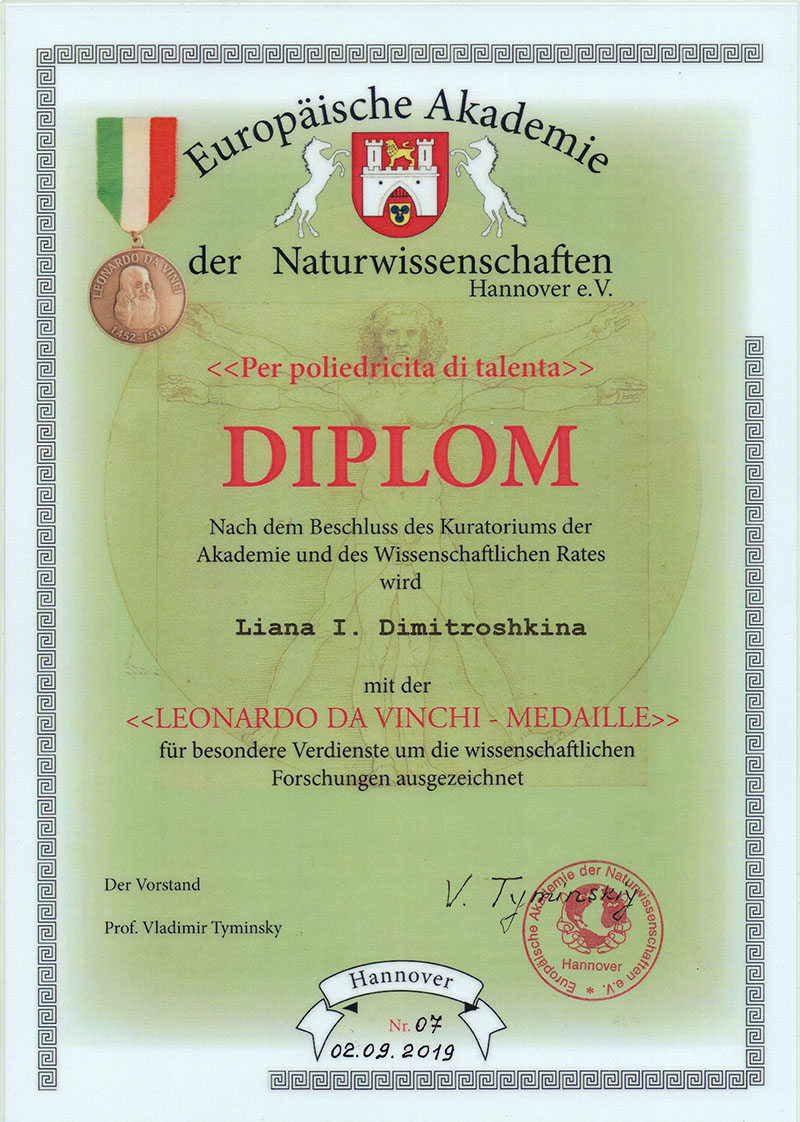 Europäische Akademie
der Naturwissenschaften
Hannover e.V.
LEONARDO DA VINCI
1452-1519
<<Per poliedricita di talenta>>
DIPLOM
Nach dem Beschluss des Kuratoriums der
Akademie und des Wissenschaftlichen Rates
wird
Liana I. Dimitroshkina
mit der
<<LEONARDO DA VINCHI - MEDAILLE>>
für besondere Verdienste um die wissenschaftlichen
Forschungen ausgezeichnet
Der Vorstand
V. Tyminskiy
Prof. Vladimir Tyminsky
Europäische Akademie der Naturwissenschaften e.V. *
Hannover
Hannover
Nr. 07
02.09.2019